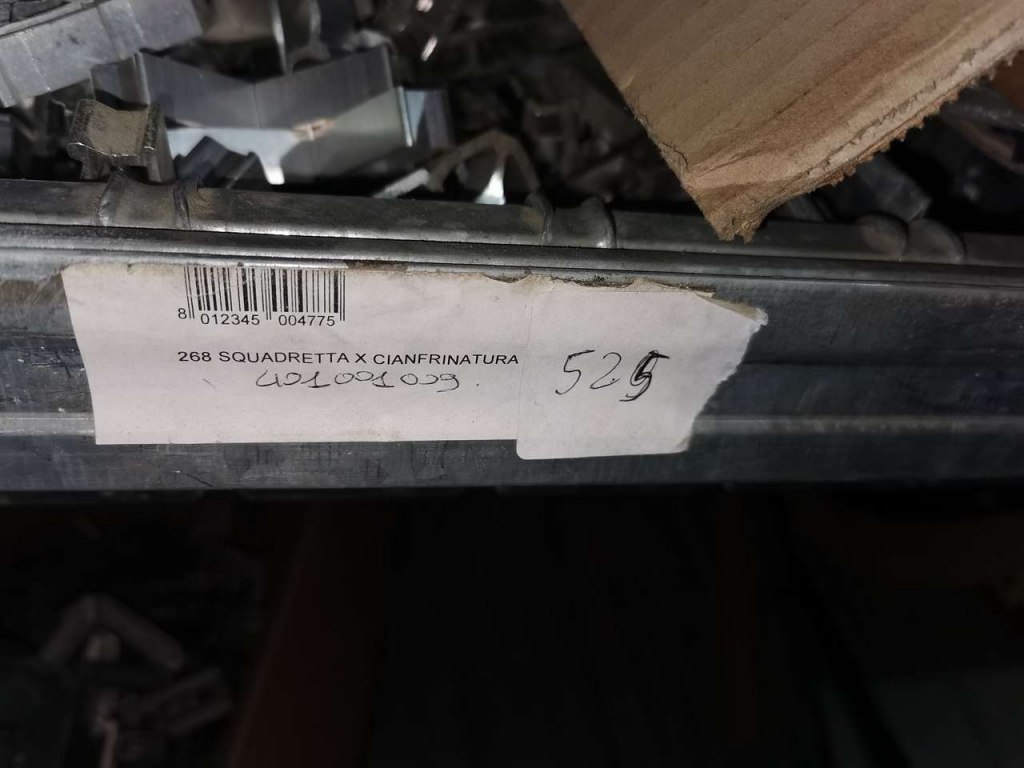 8 012345 004775
268 SQUADRETTA X CIANFRINATURA
401001009.
525